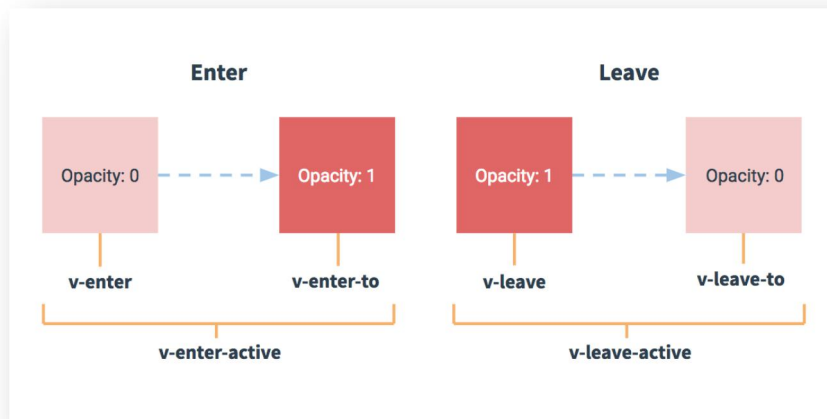 Enter
Leave
Opacity: 0
Opacity: 1
Opacity: 1
Opacity: 0
v-enter
v-enter-to
v-leave
v-leave-to
v-enter-active
v-leave-active